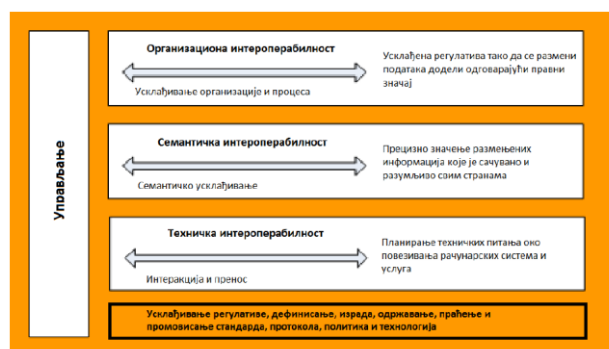 Управљање
Организациона интероперабилност
Усклађивање организације и процеса
Усклађена регулатива тако да се размени
података додели одговарајући правни
значај
Семантичка интероперабилност
Семантичко усклађивање
Прецизно значење размењених
информација које је сачувано и
разумљиво свим странама
Техничка интероперабилност
Интеракција и пренос
Планирање техничких питања око
повезивања рачунарских система и
услуга
Усклађивање регулативе, дефинисање, израда, одржавање, праћење и
промовисање стандарда, протокола, политика и технологија